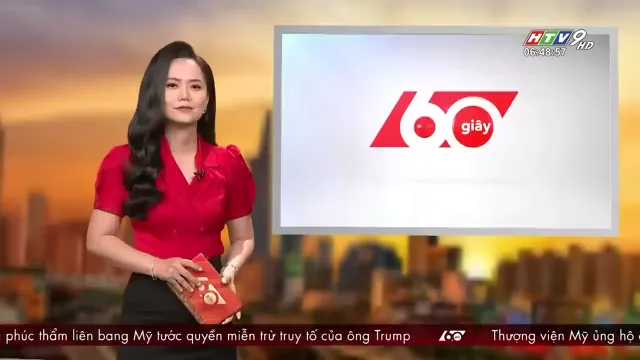 HTV9 HD
06:48:57
60 giây
phúc thẩm liên bang Mỹ tước quyền miễn trừ truy tố của ông Trump 60 Thượng viện Mỹ ủng hộ